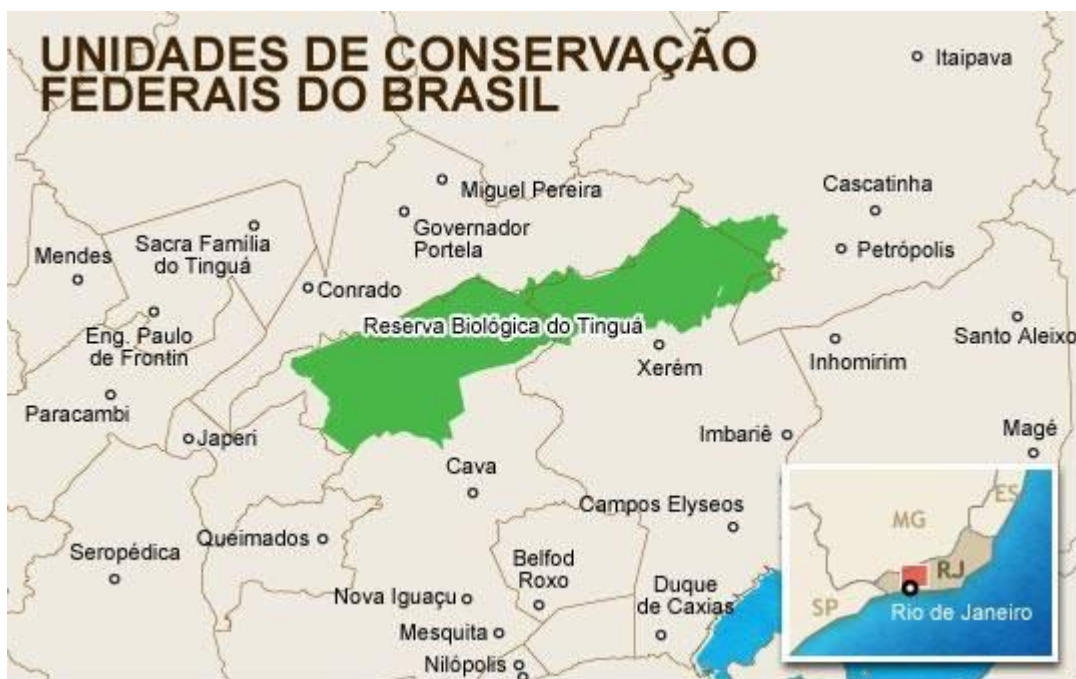 UNIDADES DE CONSERVAÇÃO
FEDERAIS DO BRASIL
Itaipava
Miguel Pereira
Cascatinha
Governador
Portela
Sacra Família
do Tinguá
Mendes
Petrópolis
Conrado
Reserva Biológica do Tinguá
Eng. Paulo
de Frontin
Santo Aleixo
Xerém
Inhomirim
Paracambi
Japeri
Imbariê
Magé
Cava
Campos Elyseos
Queimados
Seropédica
Belfod
Roxo
Nova Iguaçu
Duque
de Caxias
Mesquita
Nilópolis
ES
MG
RJ
SP
Rio de Janeiro